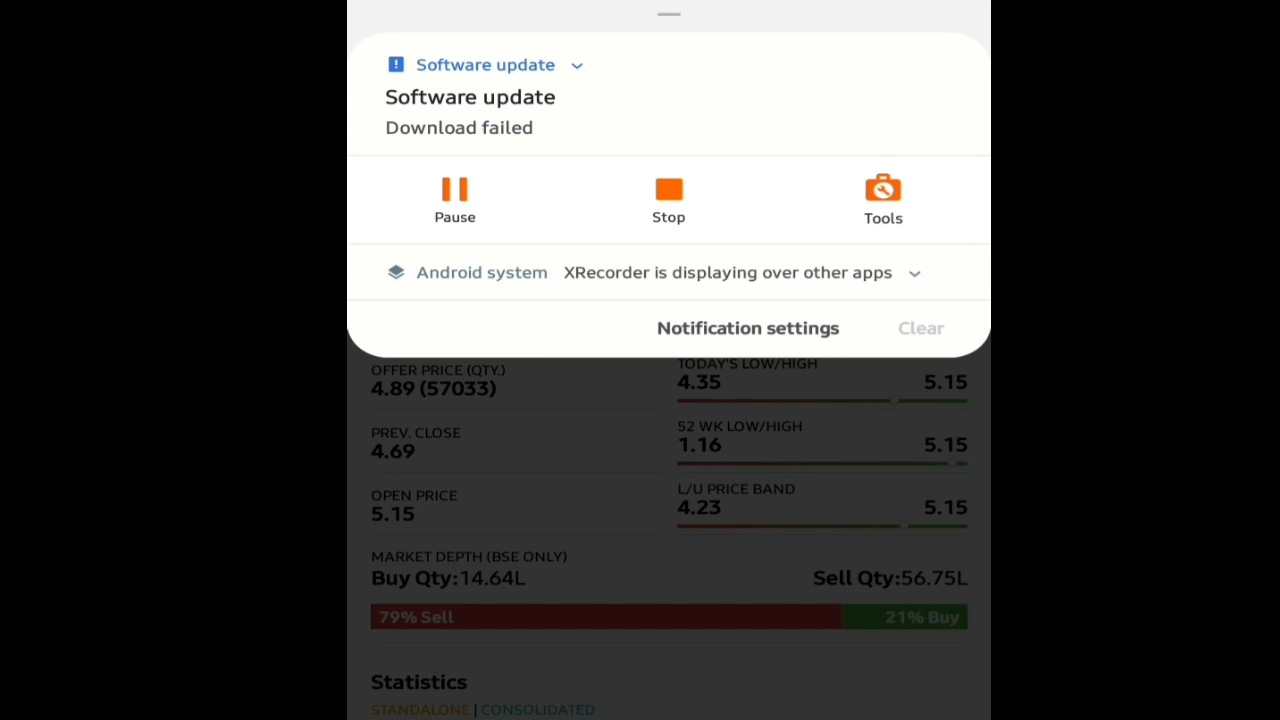 Software update
Software update
Download failed
Pause Stop Tools
Android system XRecorder is displaying over other apps
Notification settings Clear
OFFER PRICE (QTY.)
4.89 (57033)
TODAY'S LOW/HIGH
4.35 5.15
PREV. CLOSE
4.69
52 WK LOW/HIGH
1.16 5.15
OPEN PRICE
5.15
L/U PRICE BAND
4.23 5.15
MARKET DEPTH (BSE ONLY)
Buy Qty:14.64L Sell Qty:56.75L
79% Sell 21% Buy
Statistics
STANDALONE | CONSOLIDATED